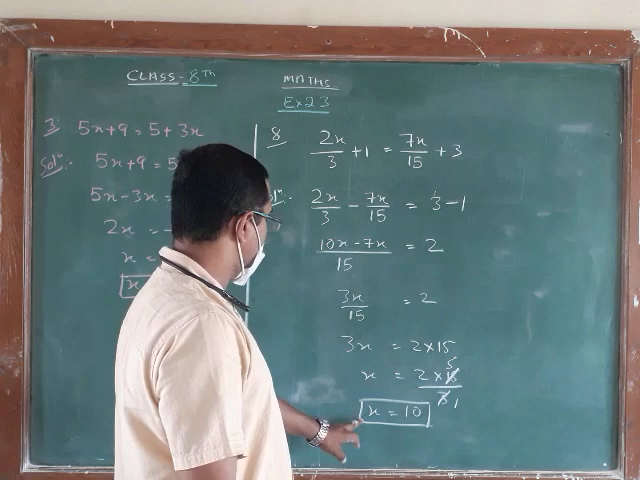 CLASS-8TH
MATHS
Ex 2.3
3. 5x+9 = 5+3x
Solⁿ:- 5x+9 = 5
5x-3x =
2x = -
x =
x
8 2x/3 +1 = 7x/15 +3
2x/3 - 7x/15 = 3-1
10x-7x/15 = 2
3x/15 = 2
3x = 2×15
x = 2×15/3 5 1
x = 10